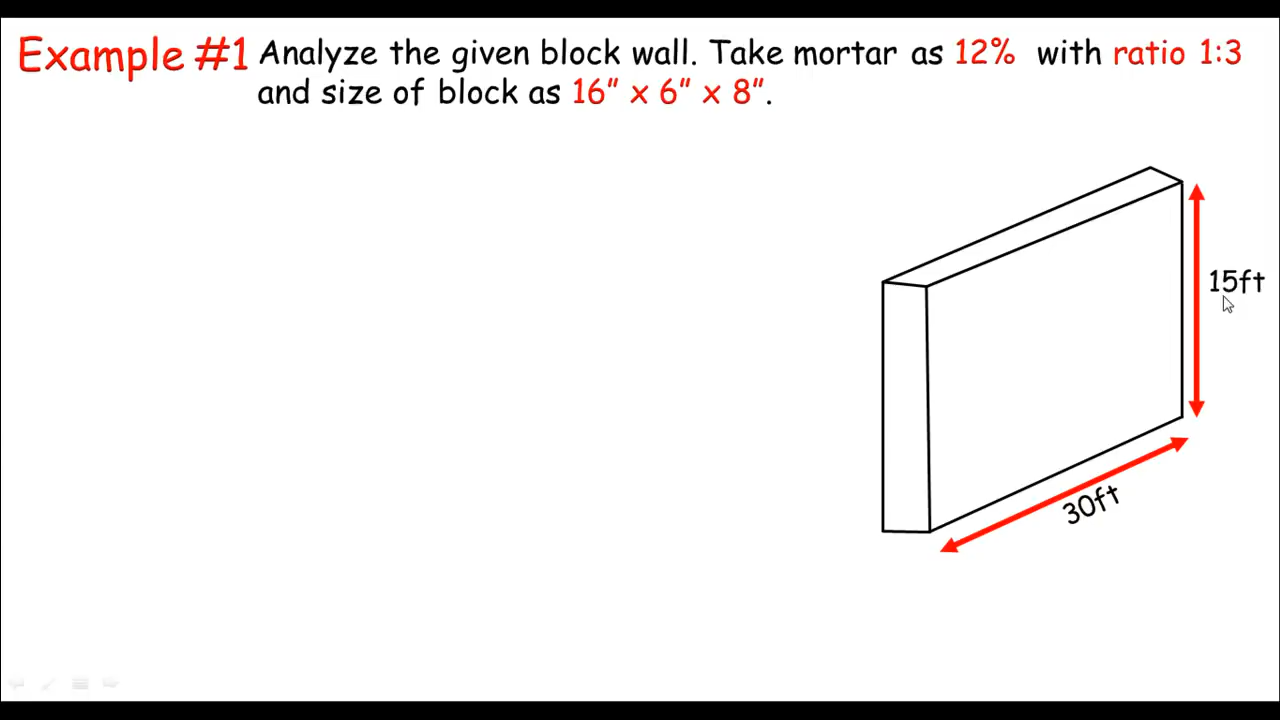 Example #1 Analyze the given block wall. Take mortar as 12% with ratio 1:3
and size of block as 16″ x 6″ x 8″.
15ft
30ft